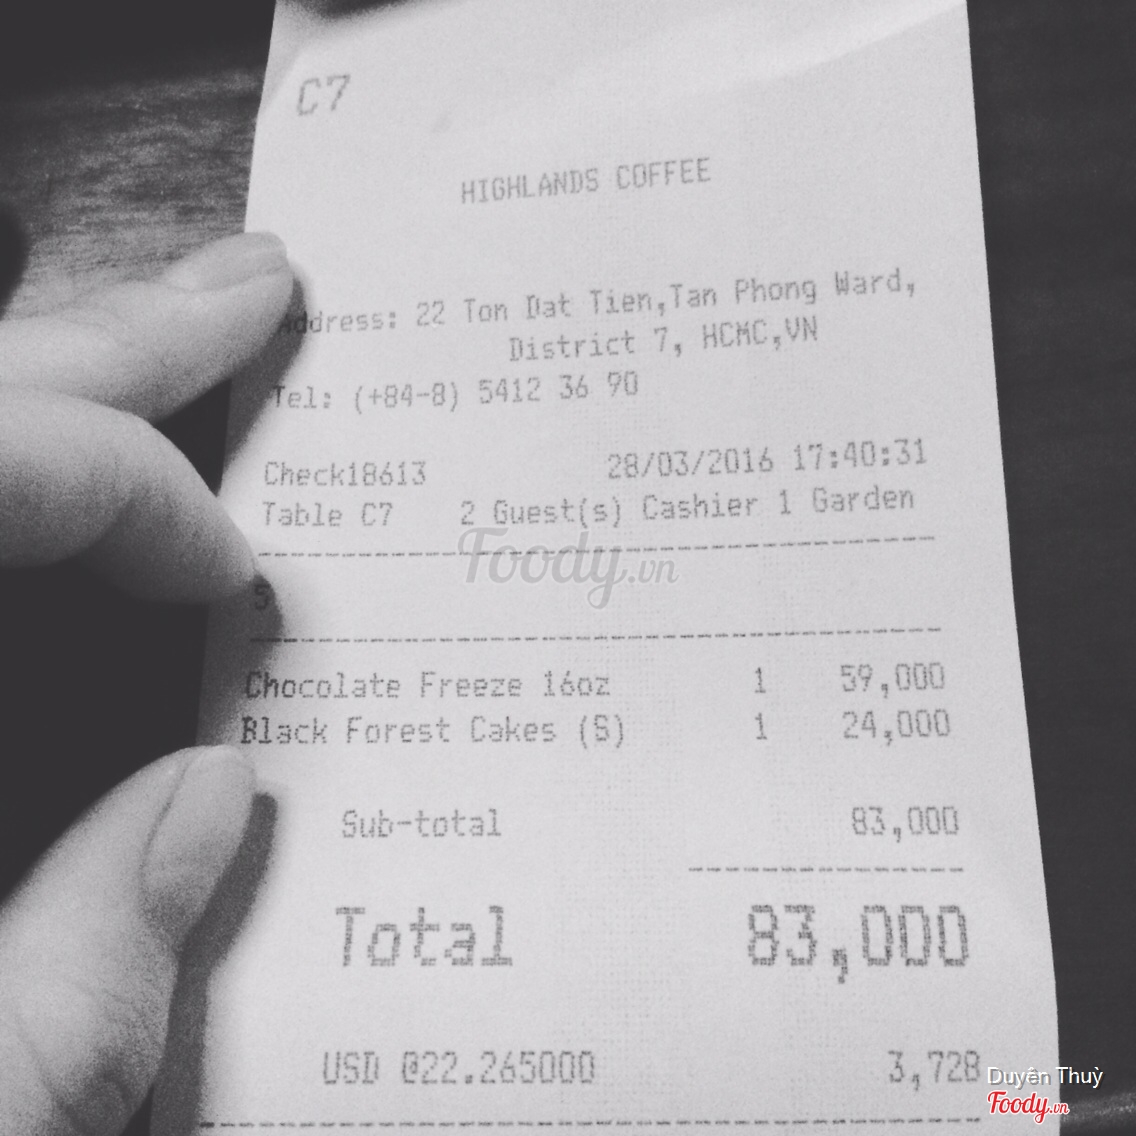 C7
HIGHLANDS COFFEE
Address: 22 Ton Dat Tien,Tan Phong Ward,
District 7, HCMC,VN
Tel: (+84-8) 5412 36 90
Check18613 28/03/2016 17:40:31
Table C7 2 Guest(s) Cashier 1 Garden
Foody.vn
5
Chocolate Freeze 16oz 1 59,000
Black Forest Cakes (S) 1 24,000
Sub-total 83,000
Total 83,000
USD @22.265000 3,728
Duyên Thuỳ
Foody.vn